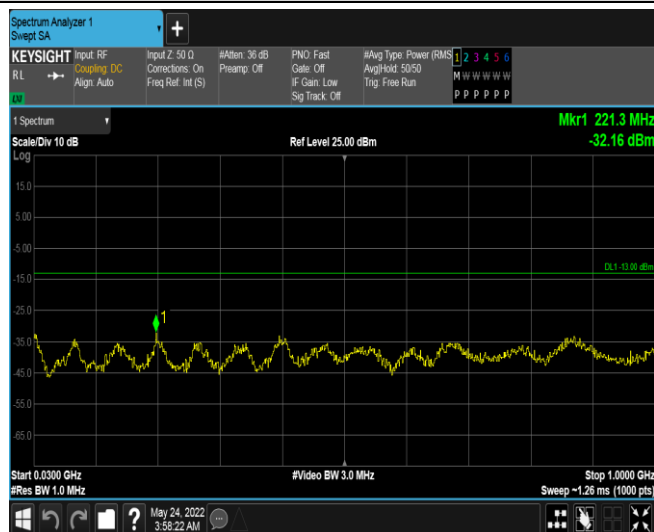 Spectrum Analyzer 1
Swept SA
+
KEYSIGHT
RL
LXI
Input: RF
Coupling: DC
Align: Auto
Input Z: 50 Ω
Corrections: On
Freq Ref: Int (S)
#Atten: 36 dB
Preamp: Off
PNO: Fast
Gate: Off
IF Gain: Low
Sig Track: Off
#Avg Type: Power (RMS
Avg|Hold: 50/50
Trig: Free Run
1 2 3 4 5 6
M W W W W W
P P P P P P
1 Spectrum
Mkr1 221.3 MHz
Scale/Div 10 dB
Ref Level 25.00 dBm
-32.16 dBm
Log
15.0
5.00
-5.00
DL1 -13.00 dBm
-15.0
-25.0
1
-35.0
-45.0
-55.0
-65.0
Start 0.0300 GHz
#Video BW 3.0 MHz
Stop 1.0000 GHz
#Res BW 1.0 MHz
Sweep ~1.26 ms (1000 pts)
?
May 24, 2022
3:58:22 AM